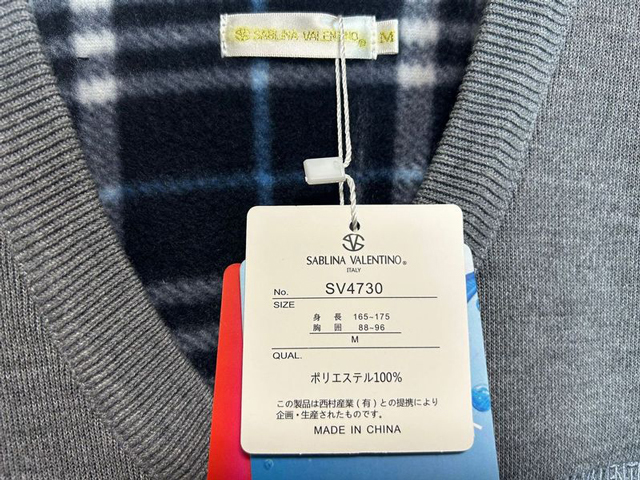 SABLINA VALENTINO® M
SABLINA VALENTINO®
ITALY
No. SV4730
SIZE
身 長 165~175
胸 囲 88~96
M
QUAL.
ポリエステル100%
この製品は西村産業(有)との提携により
企画・生産されたものです。
MADE IN CHINA